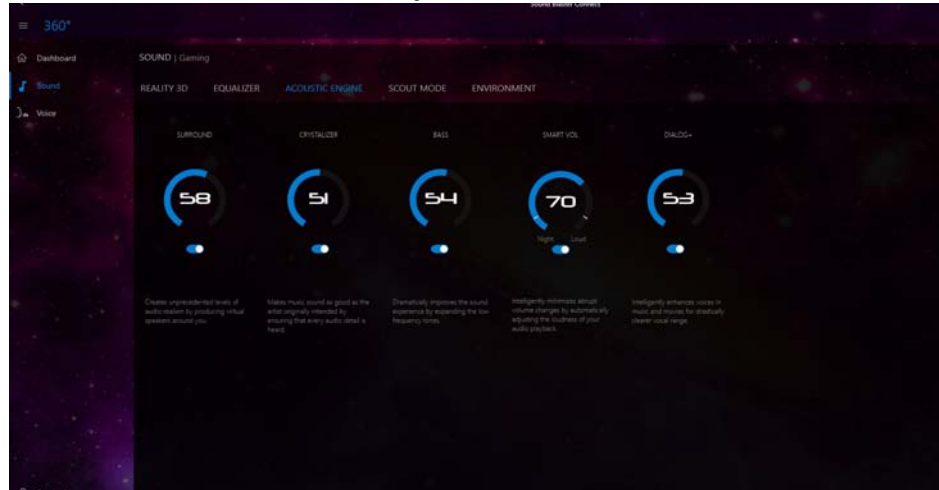 Sound Blaster Connect
360°
Dashboard
SOUND | Gaming
Sound
REALITY 3D EQUALIZER ACOUSTIC ENGINE SCOUT MODE ENVIRONMENT
Voice
SURROUND CRYSTALIZER BASS SMART VOL DIALOG+
58 51 54 70 53
Night Loud
Creates unprecedented levels of
audio realism by producing virtual
speakers around you.
Makes music sound as good as the
artist originally intended by
ensuring that every audio detail is
heard.
Dramatically improves the sound
experience by expanding the low
frequency tones.
Intelligently minimizes abrupt
volume changes by automatically
adjusting the loudness of your
audio playback.
Intelligently enhances voices in
music and movies for drastically
clearer vocal range.